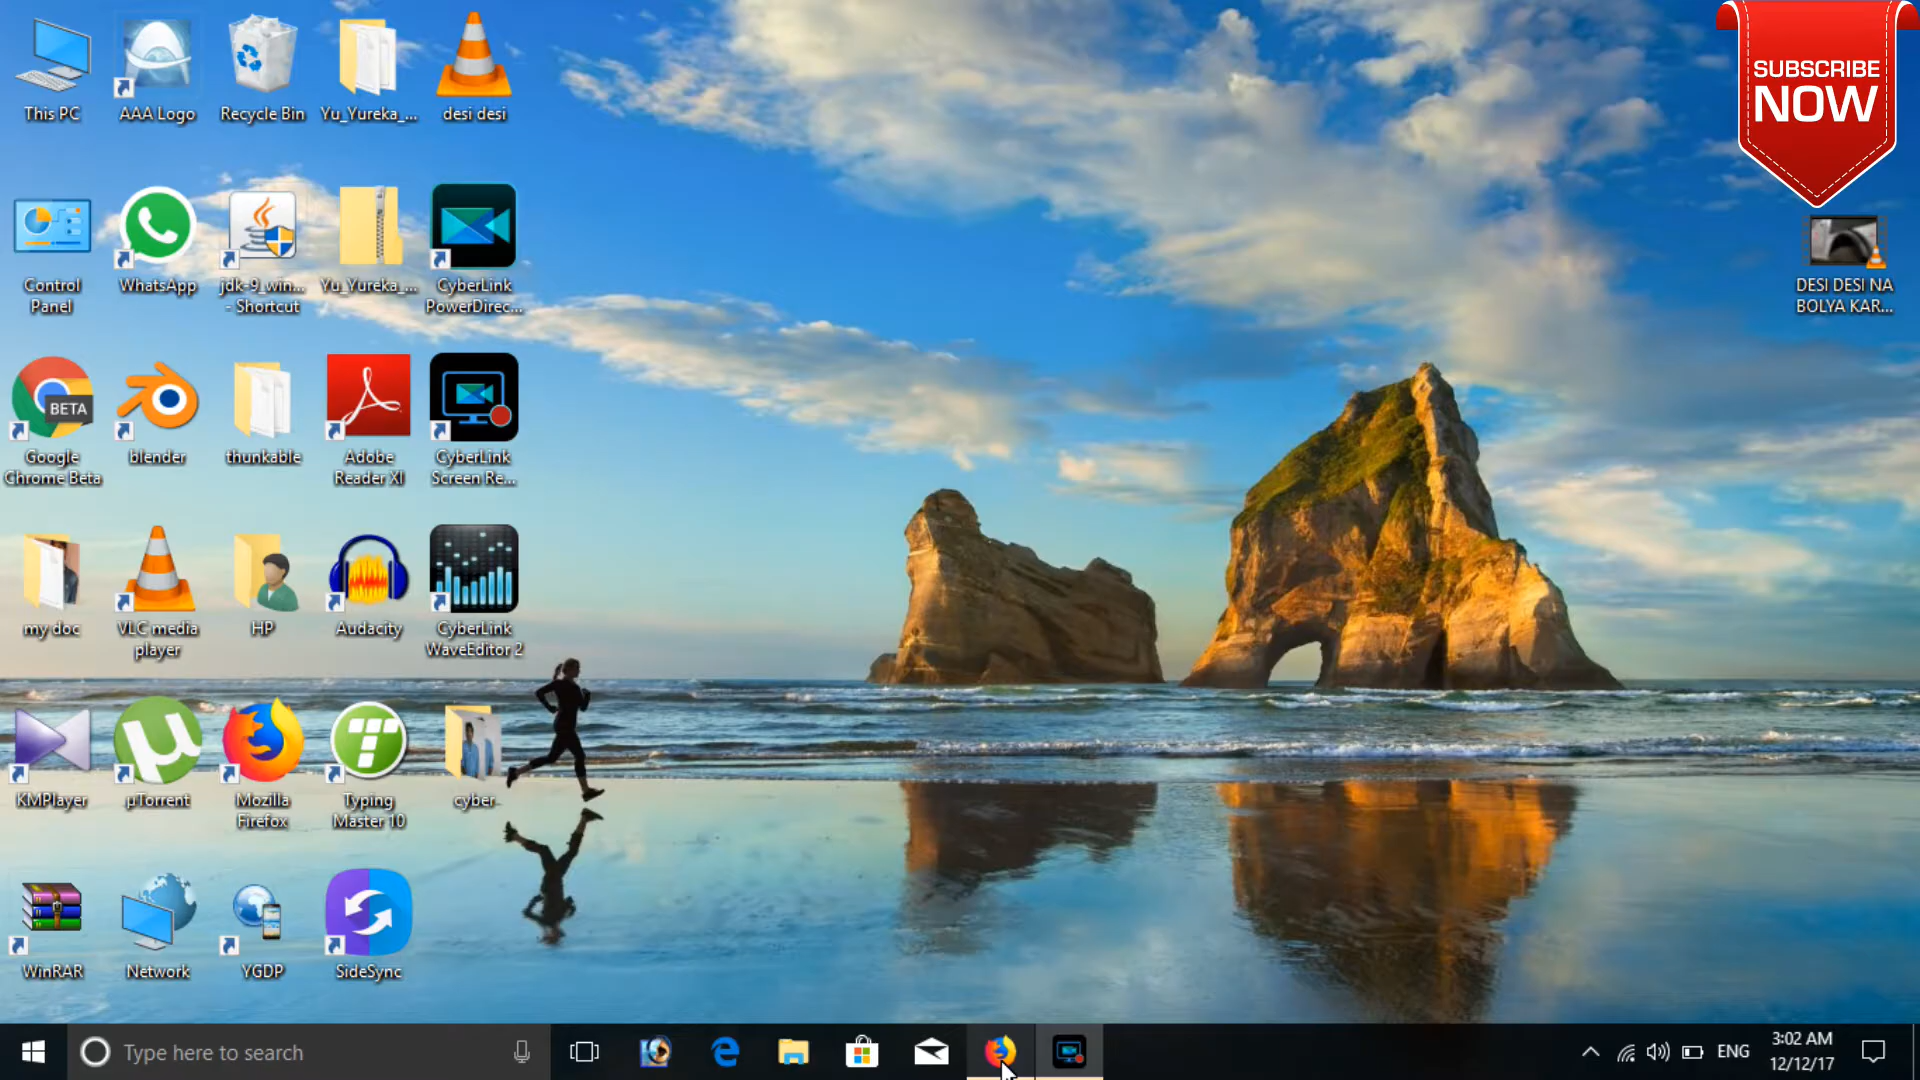 This PC
AAA Logo
Recycle Bin
Yu_Yureka_...
desi desi
SUBSCRIBE
NOW
Control
Panel
WhatsApp
jdk-9_win...
- Shortcut
Yu_Yureka_...
CyberLink
PowerDirec...
DESI DESI NA
BOLYA KAR...
BETA
Google
Chrome Beta
blender
thunkable
Adobe
Reader XI
CyberLink
Screen Re...
my doc
VLC media
player
HP
Audacity
CyberLink
WaveEditor 2
KMPlayer
µTorrent
Mozilla
Firefox
Typing
Master 10
cyber
WinRAR
Network
YGDP
SideSync
Type here to search
ENG
3:02 AM
12/12/17